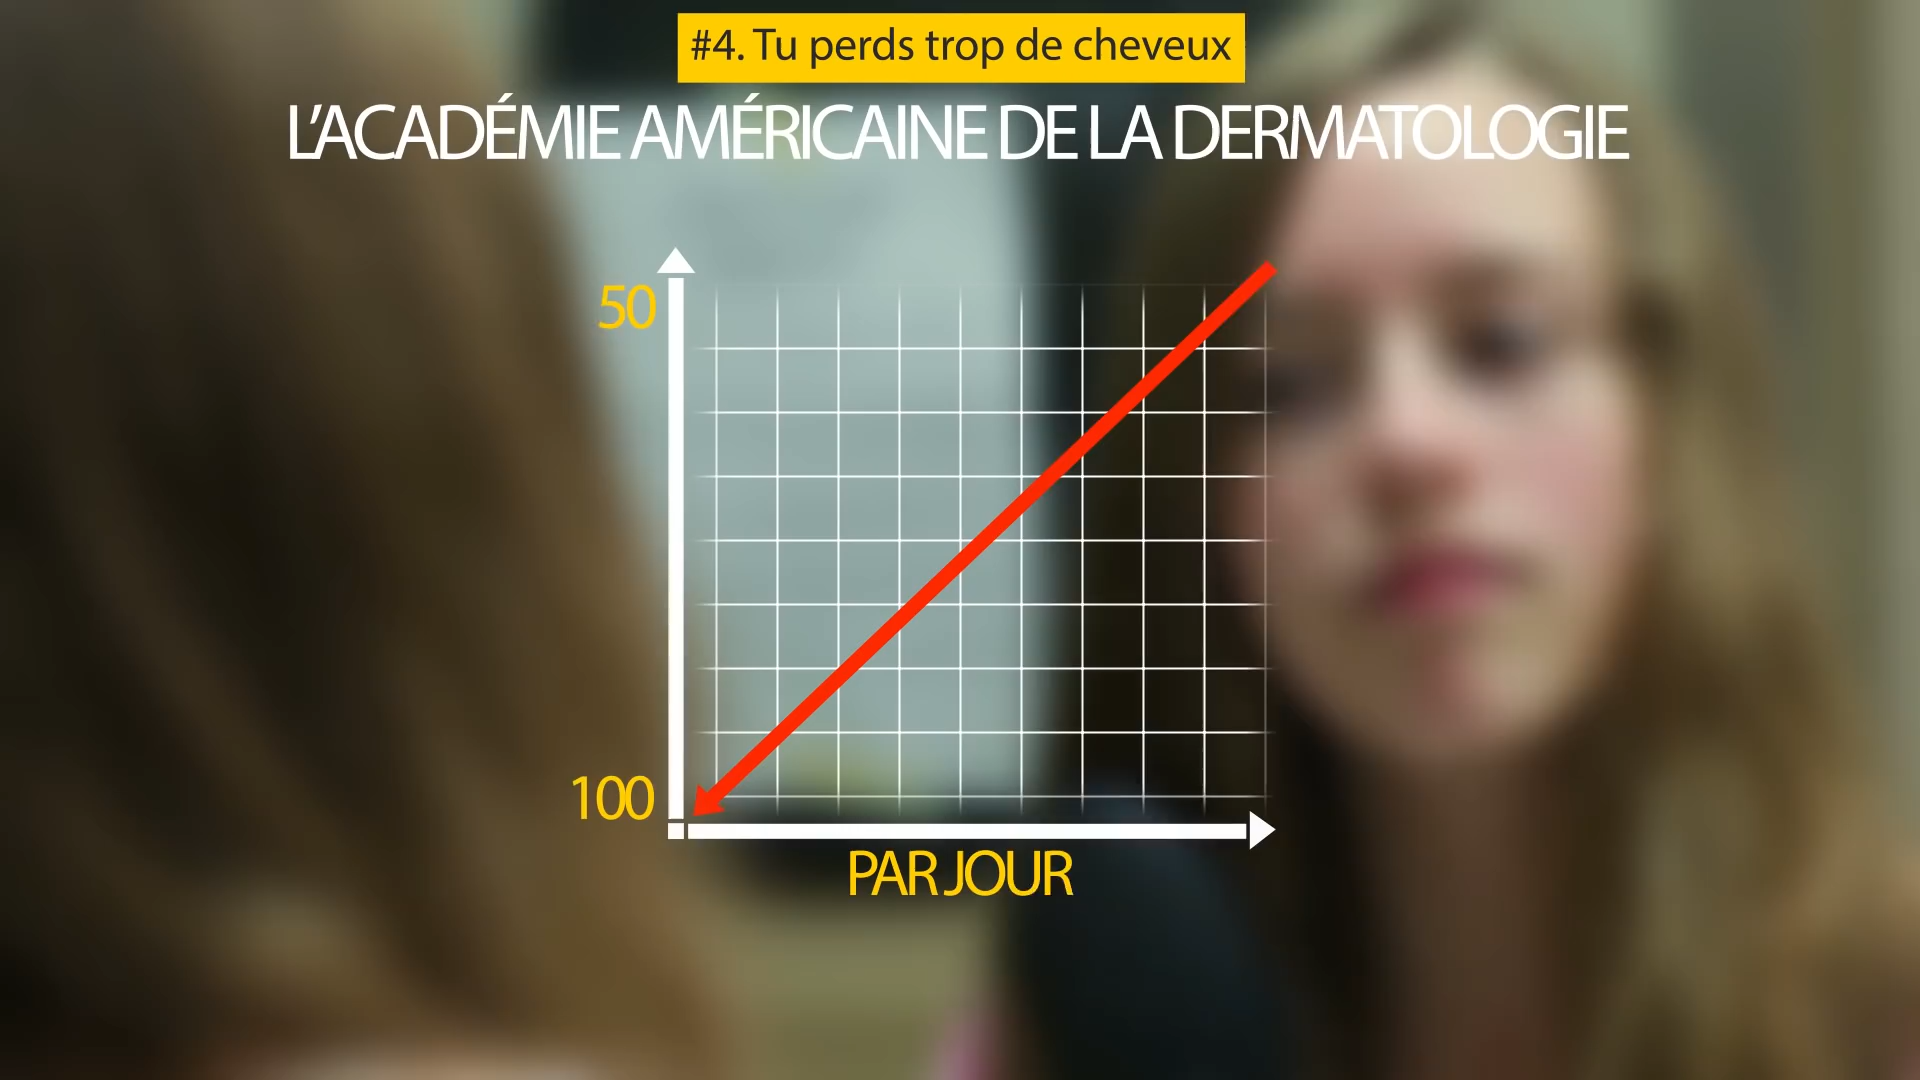 #4. Tu perds trop de cheveux
L’ACADÉMIE AMÉRICAINE DE LA DERMATOLOGIE
50
100
PAR JOUR